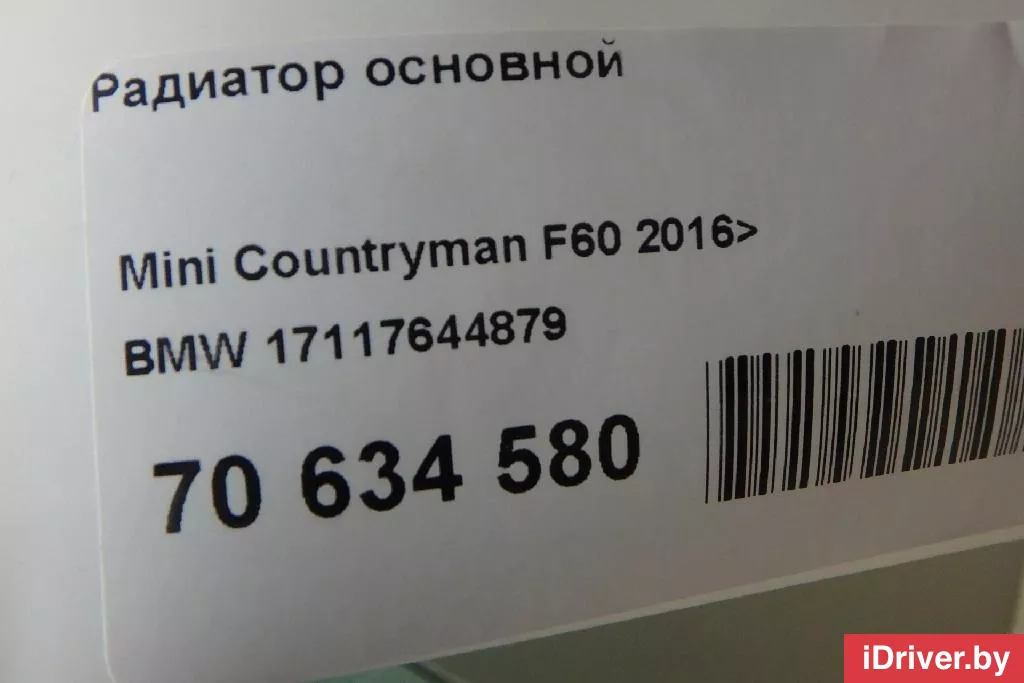 Радиатор основной
Mini Countryman F60 2016>
BMW 17117644879
70 634 580
iDriver.by